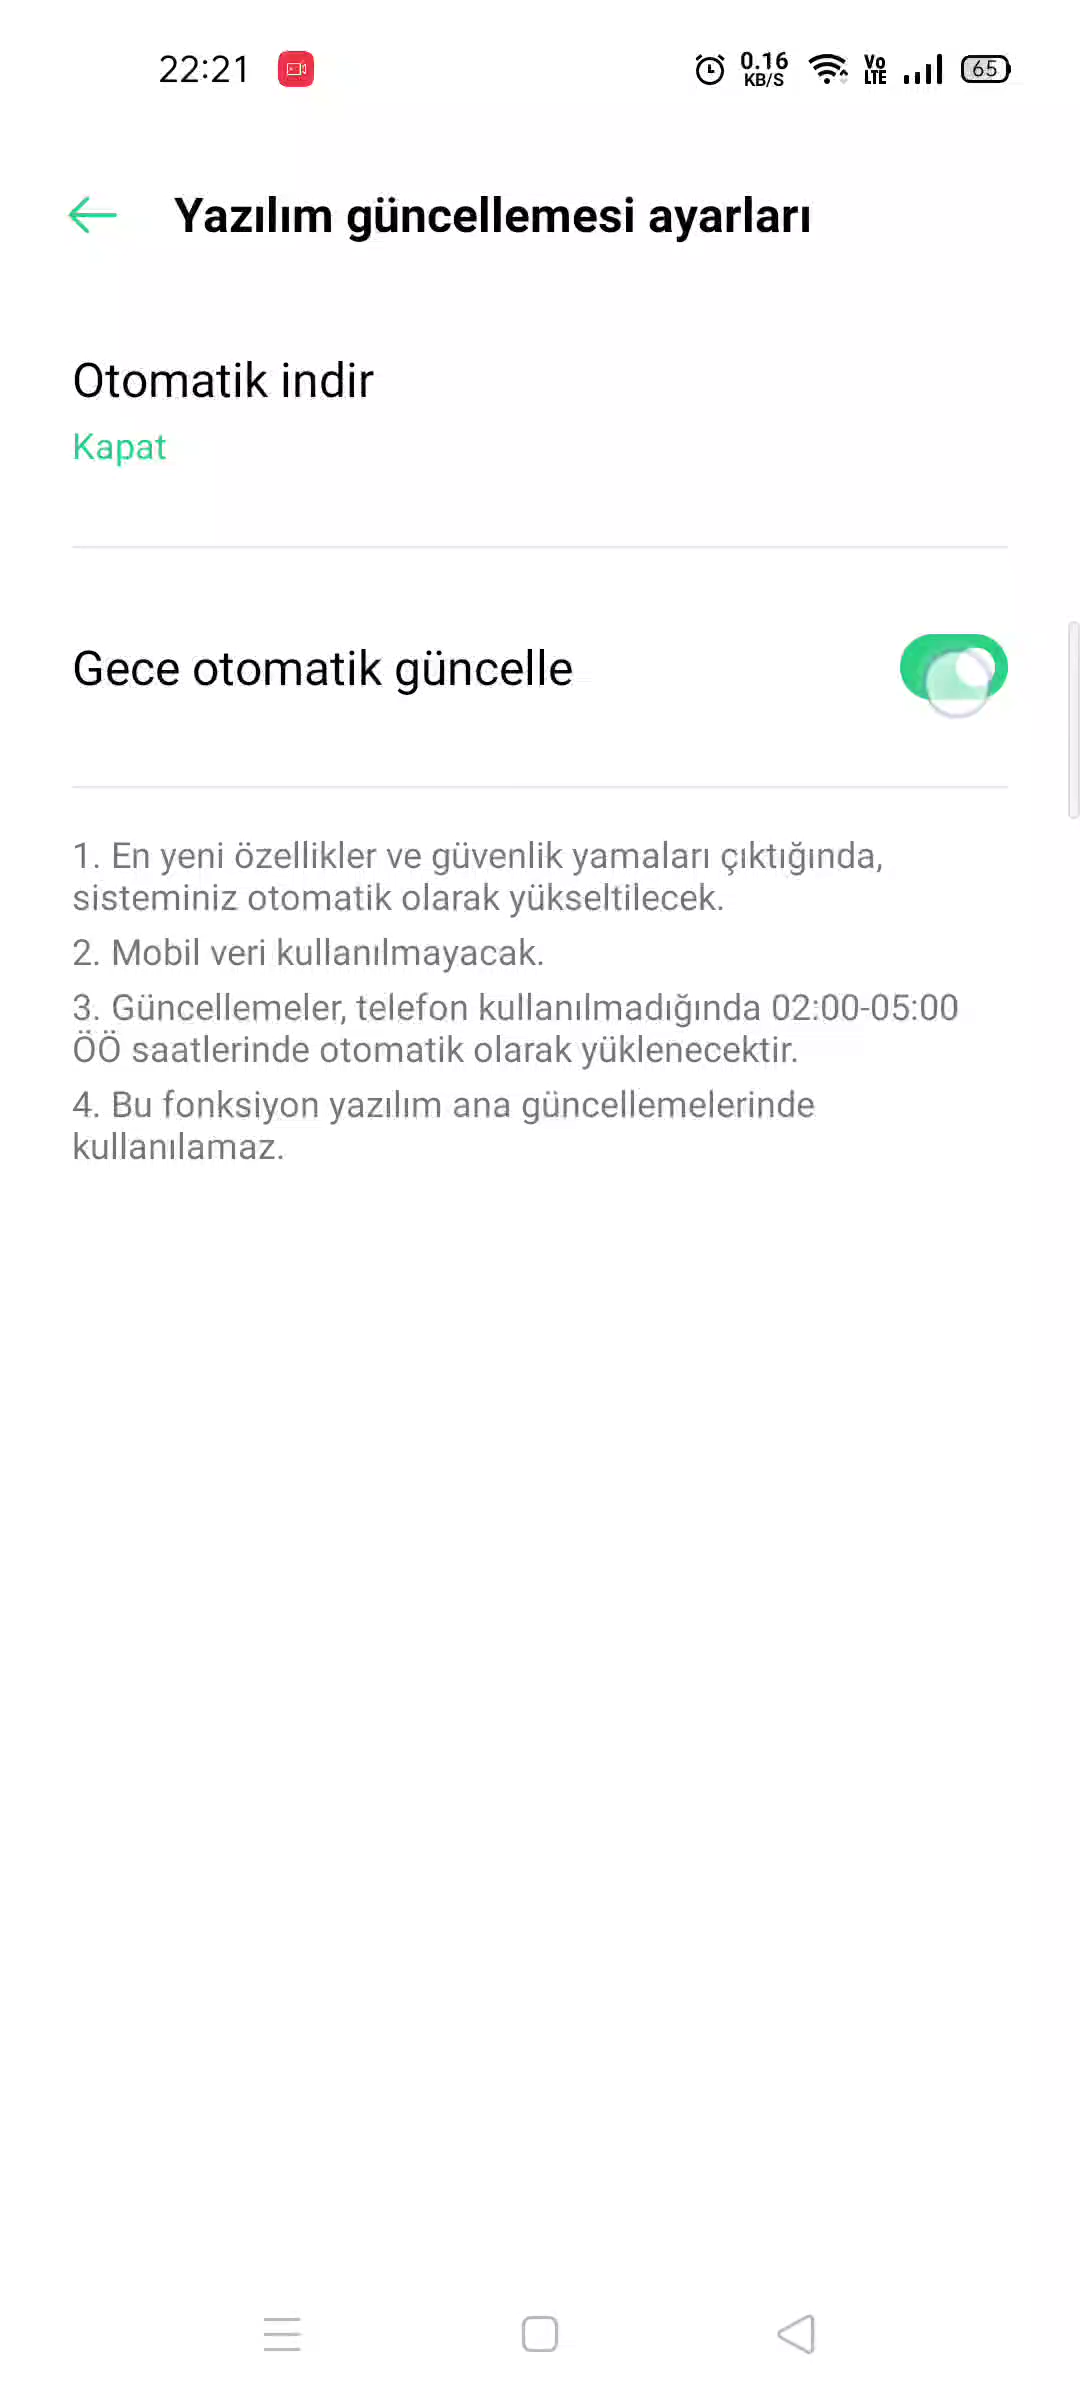 22:21
0.16
KB/S
Vo
LTE
65
Yazılım güncellemesi ayarları
Otomatik indir
Kapat
Gece otomatik güncelle
1. En yeni özellikler ve güvenlik yamaları çıktığında,
sisteminiz otomatik olarak yükseltilecek.
2. Mobil veri kullanılmayacak.
3. Güncellemeler, telefon kullanılmadığında 02:00-05:00
ÖÖ saatlerinde otomatik olarak yüklenecektir.
4. Bu fonksiyon yazılım ana güncellemelerinde
kullanılamaz.